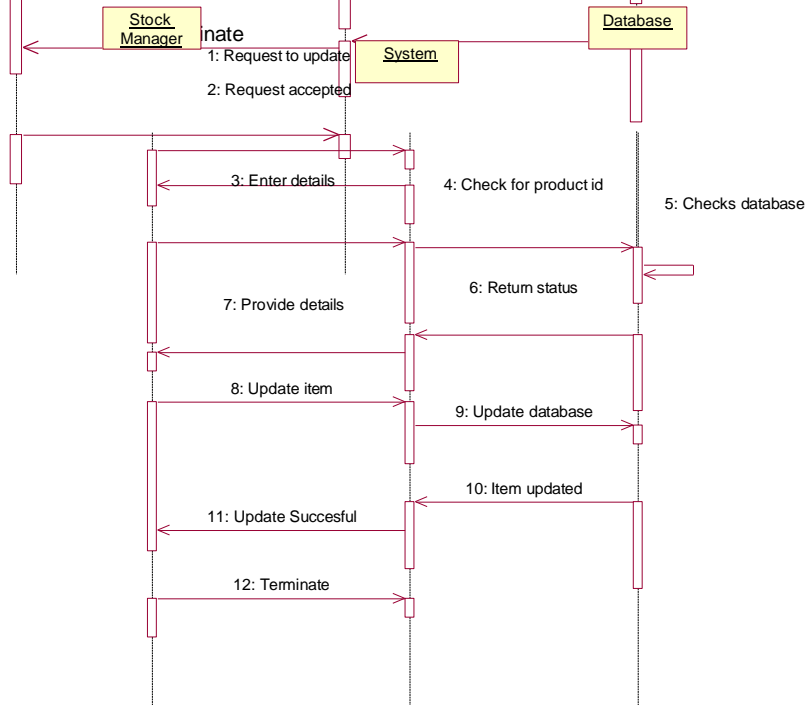 Stock
Manager
inate
System
Database
1: Request to update
2: Request accepted
3: Enter details
4: Check for product id
5: Checks database
6: Return status
7: Provide details
8: Update item
9: Update database
10: Item updated
11: Update Succesful
12: Terminate